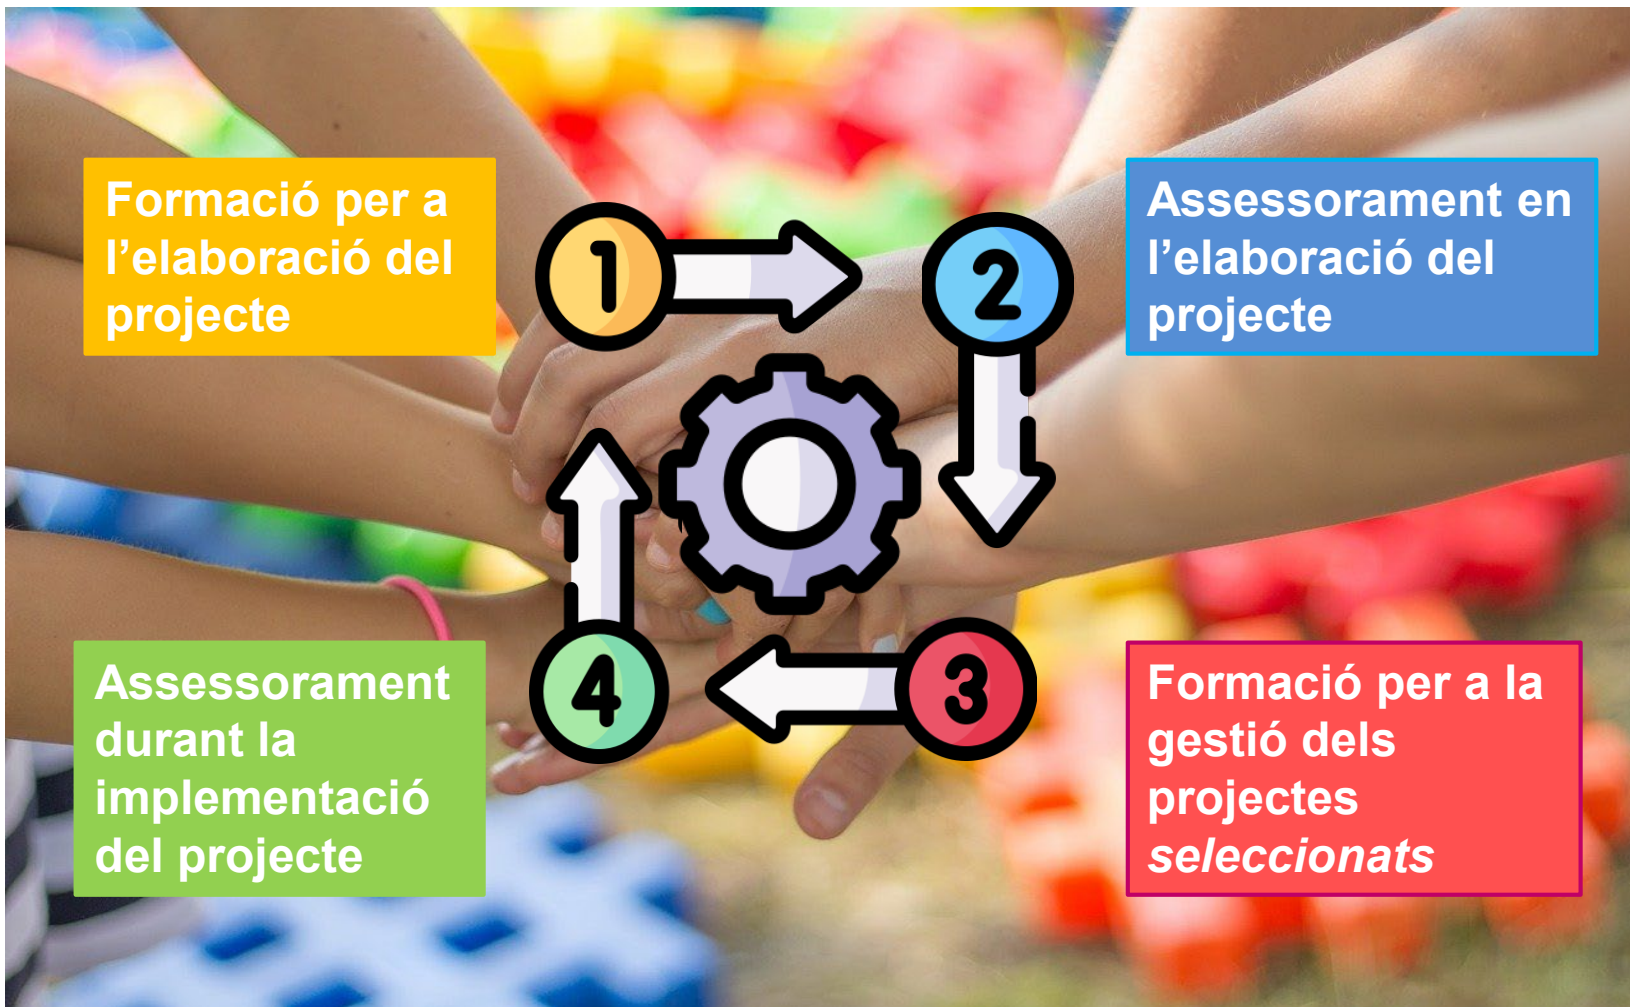 Formació per a
l’elaboració del
projecte
1
2
Assessorament en
l’elaboració del
projecte
3
Formació per a la
gestió dels
projectes
seleccionats
4
Assessorament
durant la
implementació
del projecte